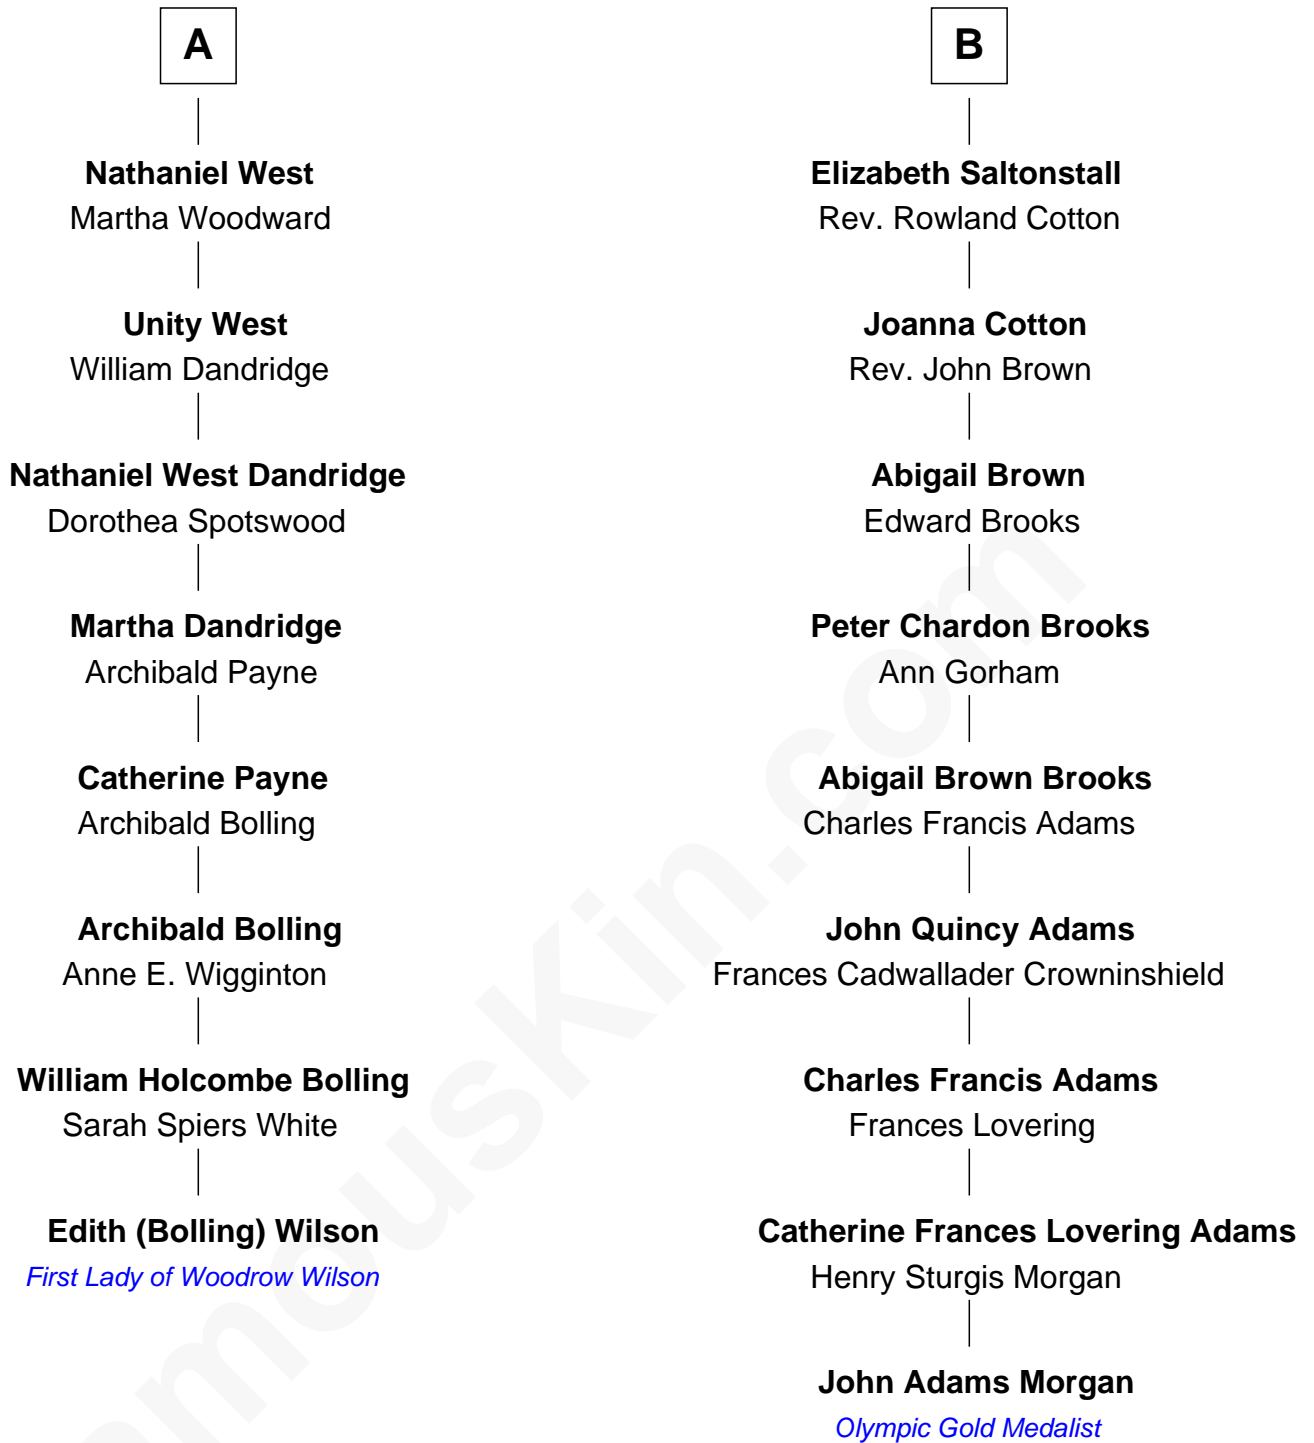 A
Nathaniel West
Martha Woodward
Unity West
William Dandridge
Nathaniel West Dandridge
Dorothea Spotswood
Martha Dandridge
Archibald Payne
Catherine Payne
Archibald Bolling
Archibald Bolling
Anne E. Wigginton
William Holcombe Bolling
Sarah Spiers White
Edith (Bolling) Wilson
First Lady of Woodrow Wilson
B
Elizabeth Saltonstall
Rev. Rowland Cotton
Joanna Cotton
Rev. John Brown
Abigail Brown
Edward Brooks
Peter Chardon Brooks
Ann Gorham
Abigail Brown Brooks
Charles Francis Adams
John Quincy Adams
Frances Cadwallader Crowninshield
Charles Francis Adams
Frances Lovering
Catherine Frances Lovering Adams
Henry Sturgis Morgan
John Adams Morgan
Olympic Gold Medalist
amousKin.com